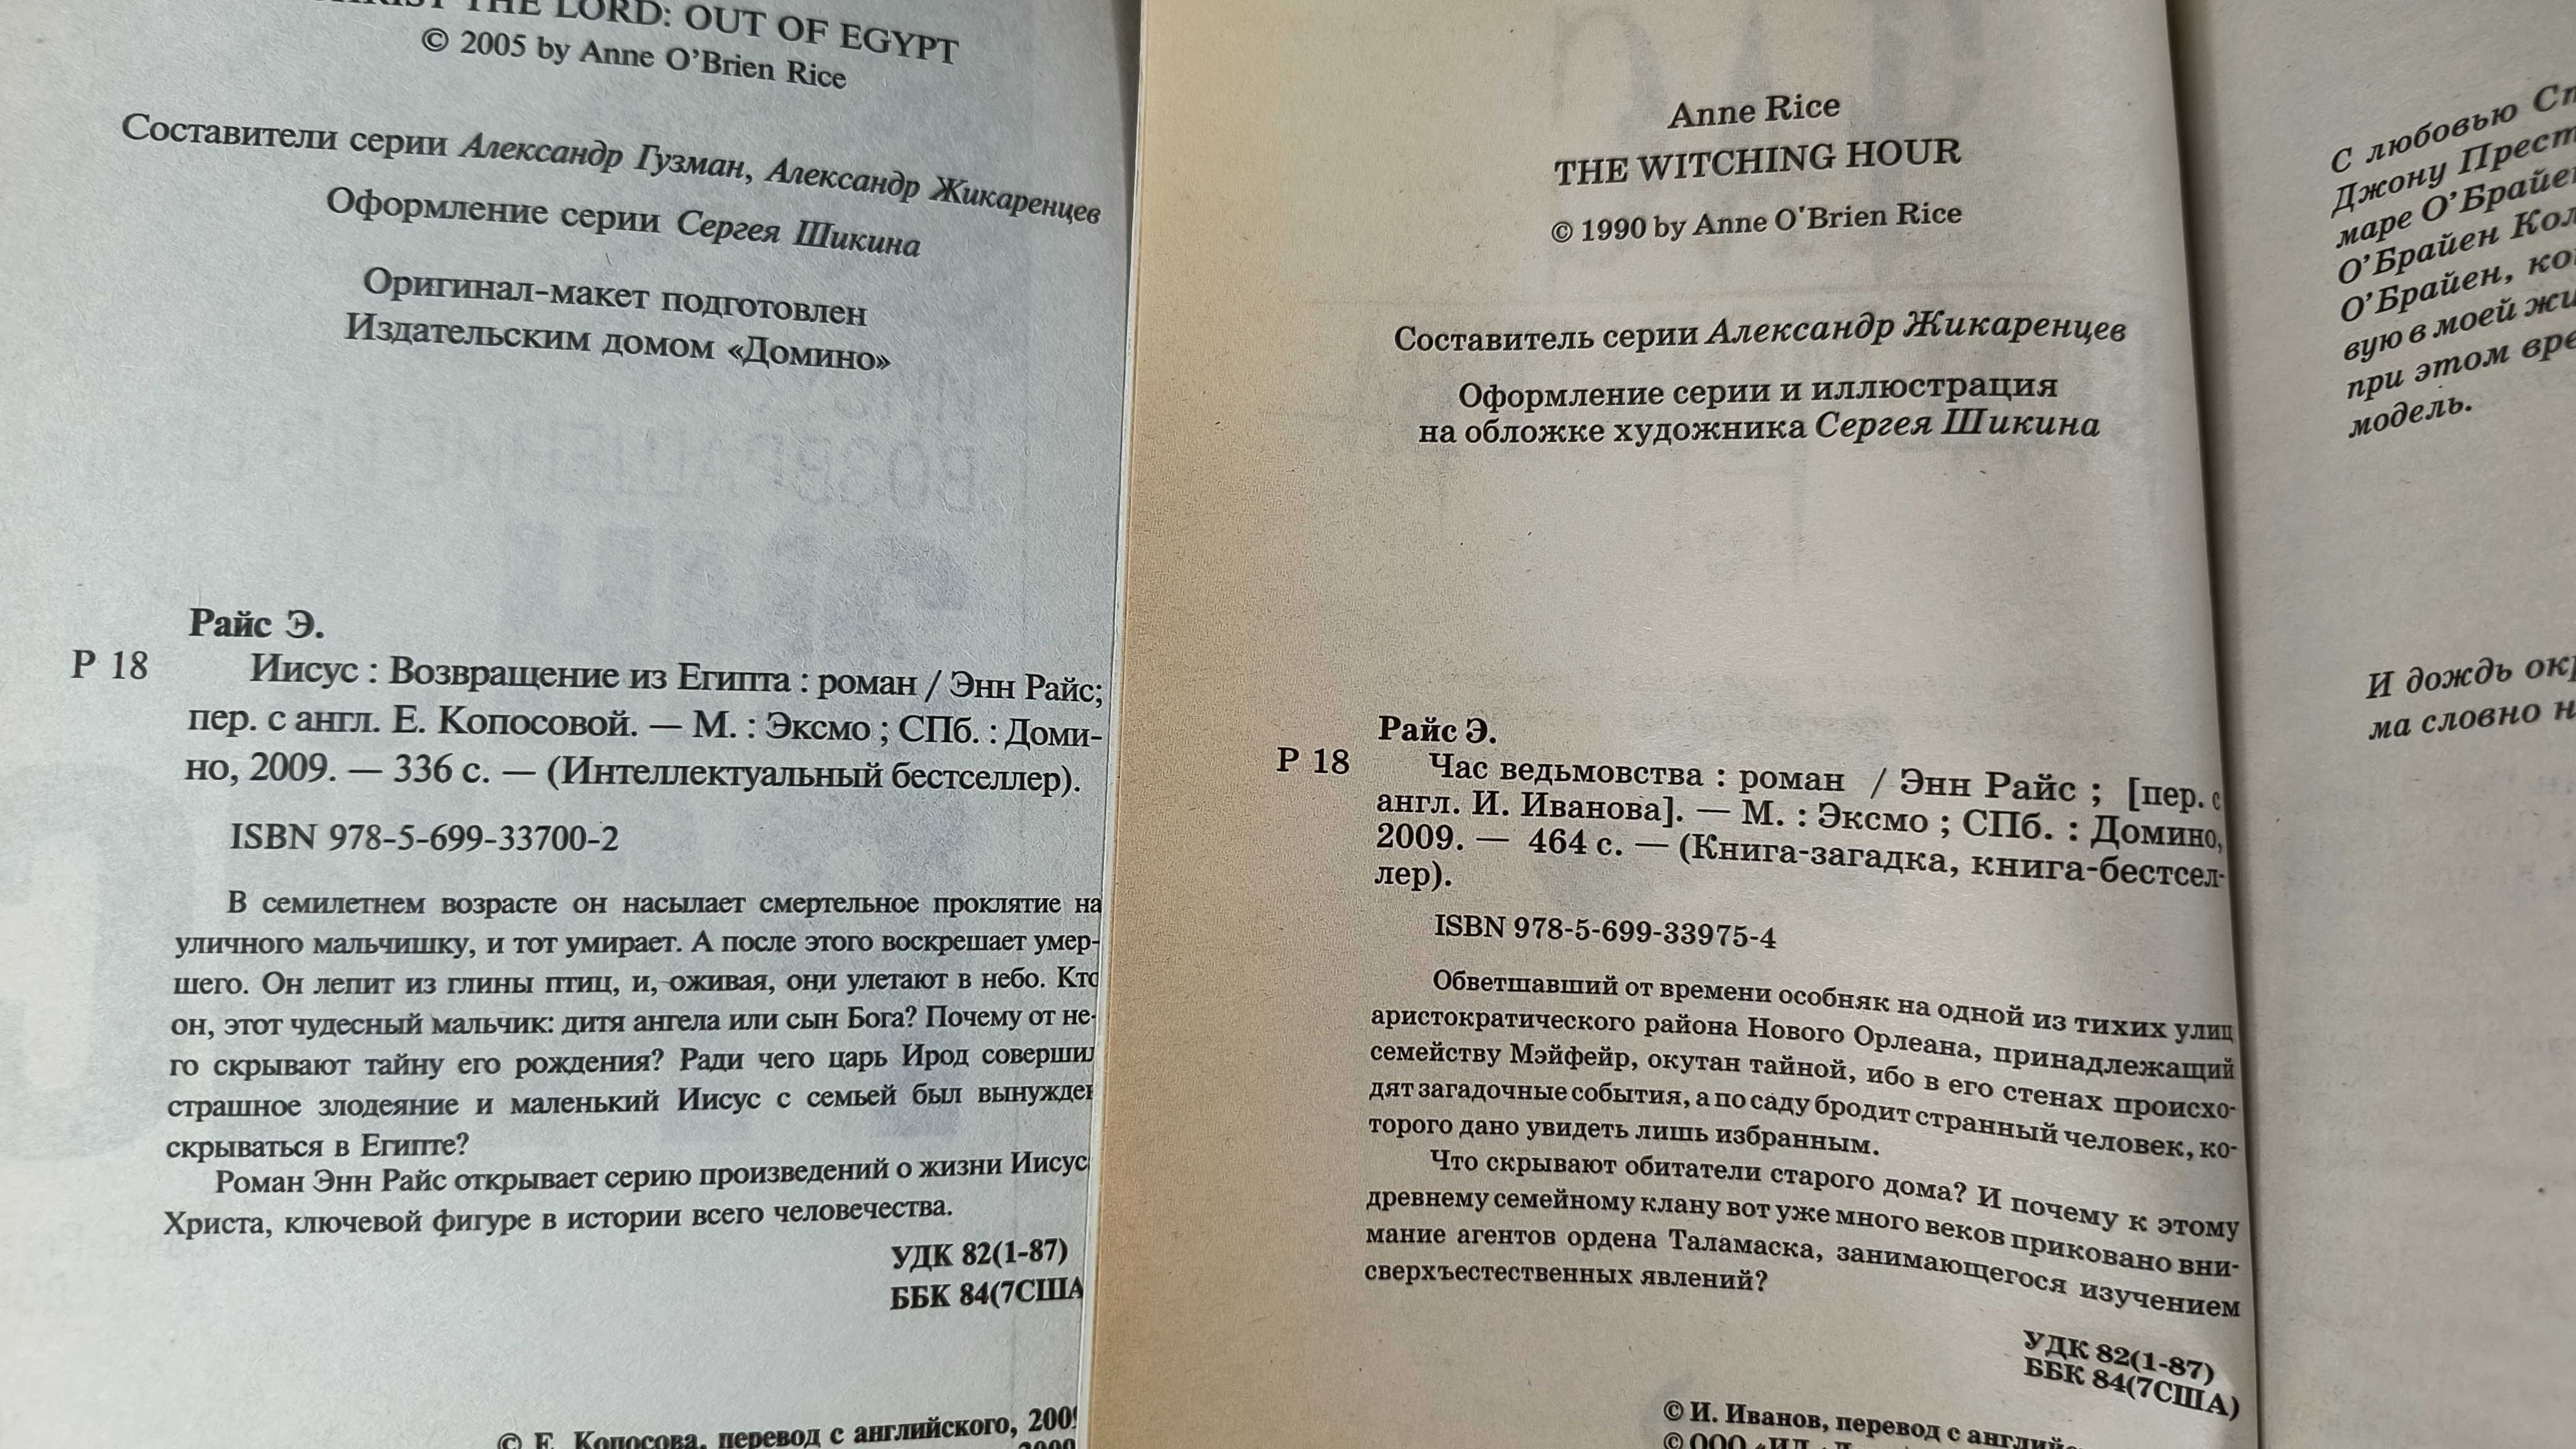 THE LORD: OUT OF EGYPT
© 2005 by Anne O’Brien Rice
Составители серии Александр Гузман, Александр Жикаренцев
Оформление серии Сергея Шикина
Оригинал-макет подготовлен
Издательским домом «Домино»
Райс Э.
Р 18
Иисус : Возвращение из Египта : роман / Энн Райс;
пер. с англ. Е. Копосовой. — М. : Эксмо ; СПб. : Доми-
но, 2009. — 336 с. — (Интеллектуальный бестселлер).
ISBN 978-5-699-33700-2
В семилетнем возрасте он насылает смертельное проклятие на
уличного мальчишку, и тот умирает. А после этого воскрешает умер-
шего. Он лепит из глины птиц, и, оживая, они улетают в небо. Кто
он, этот чудесный мальчик: дитя ангела или сын Бога? Почему от не-
го скрывают тайну его рождения? Ради чего царь Ирод совершил
страшное злодеяние и маленький Иисус с семьей был вынужден
скрываться в Египте?
Роман Энн Райс открывает серию произведений о жизни Иисус
Христа, ключевой фигуре в истории всего человечества.
УДК 82(1-87)
ББК 84(7США
© Е. Копосова, перевод с английского, 2009
Anne Rice
THE WITCHING HOUR
© 1990 by Anne O'Brien Rice
Составитель серии Александр Жикаренцев
Оформление серии и иллюстрация
на обложке художника Сергея Шикина
Райс Э.
Р 18
Час ведьмовства : роман / Энн Райс ; [пер. с
англ. И. Иванова]. — М. : Эксмо ; СПб. : Домино,
2009. — 464 с. — (Книга-загадка, книга-бестсел-
лер).
ISBN 978-5-699-33975-4
Обветшавший от времени особняк на одной из тихих улиц
аристократического района Нового Орлеана, принадлежащий
семейству Мэйфейр, окутан тайной, ибо в его стенах происхо-
дят загадочные события, а по саду бродит странный человек, ко-
торого дано увидеть лишь избранным.
Что скрывают обитатели старого дома? И почему к этому
древнему семейному клану вот уже много веков приковано вни-
мание агентов ордена Таламаска, занимающегося изучением
сверхъестественных явлений?
УДК 82(1-87)
ББК 84(7США)
© И. Иванов, перевод с
© ООО
С любовью
Джону
маре
О’Брайен
О’Брайен,
вую в моей
при этом
модель.
И дождь
ма словно